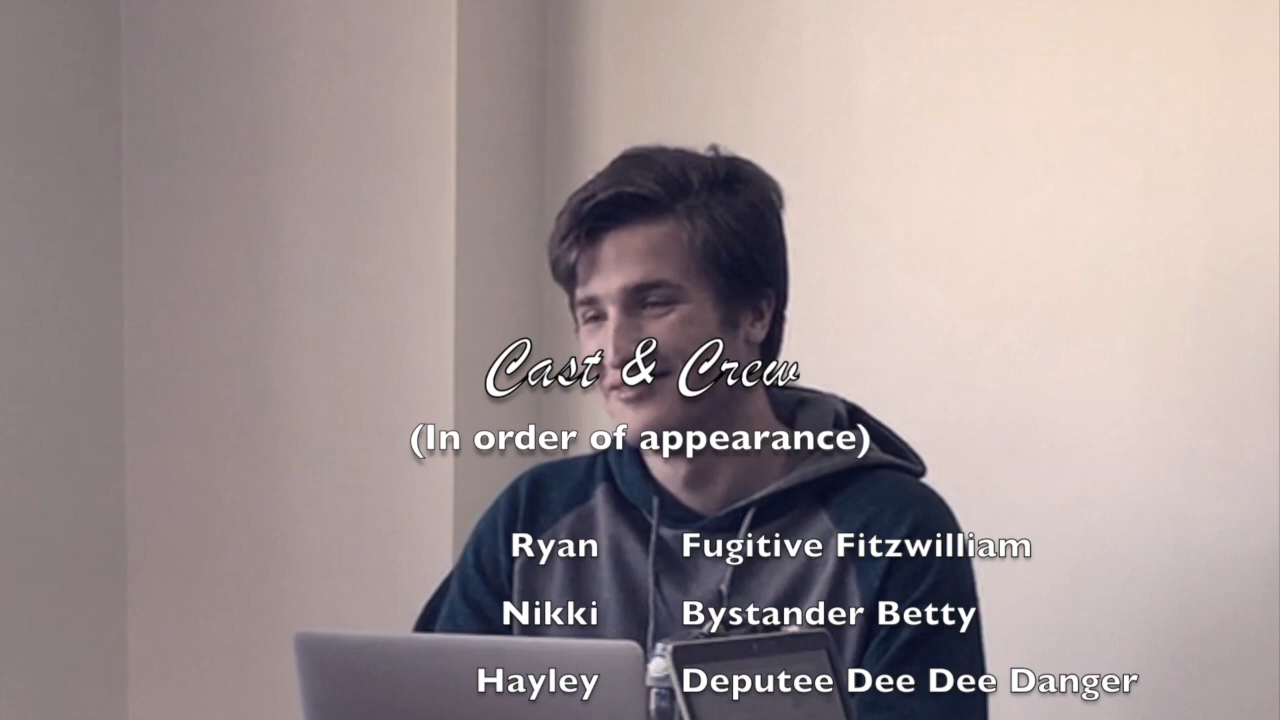 Cast & Crew
(In order of appearance)
Ryan Fugitive Fitzwilliam
Nikki Bystander Betty
Hayley Deputee Dee Dee Danger